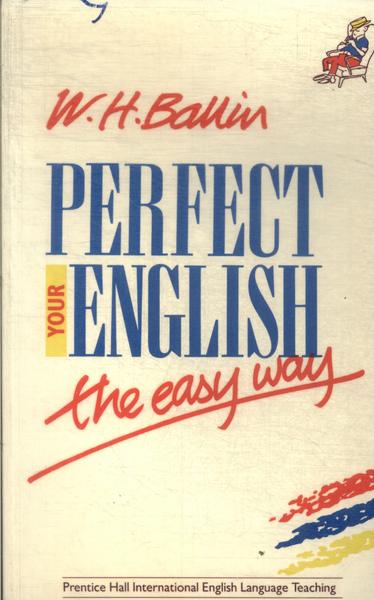 W.H.Ballin
PERFECT
YOUR
ENGLISH
the easy way
Prentice Hall International English Language Teaching